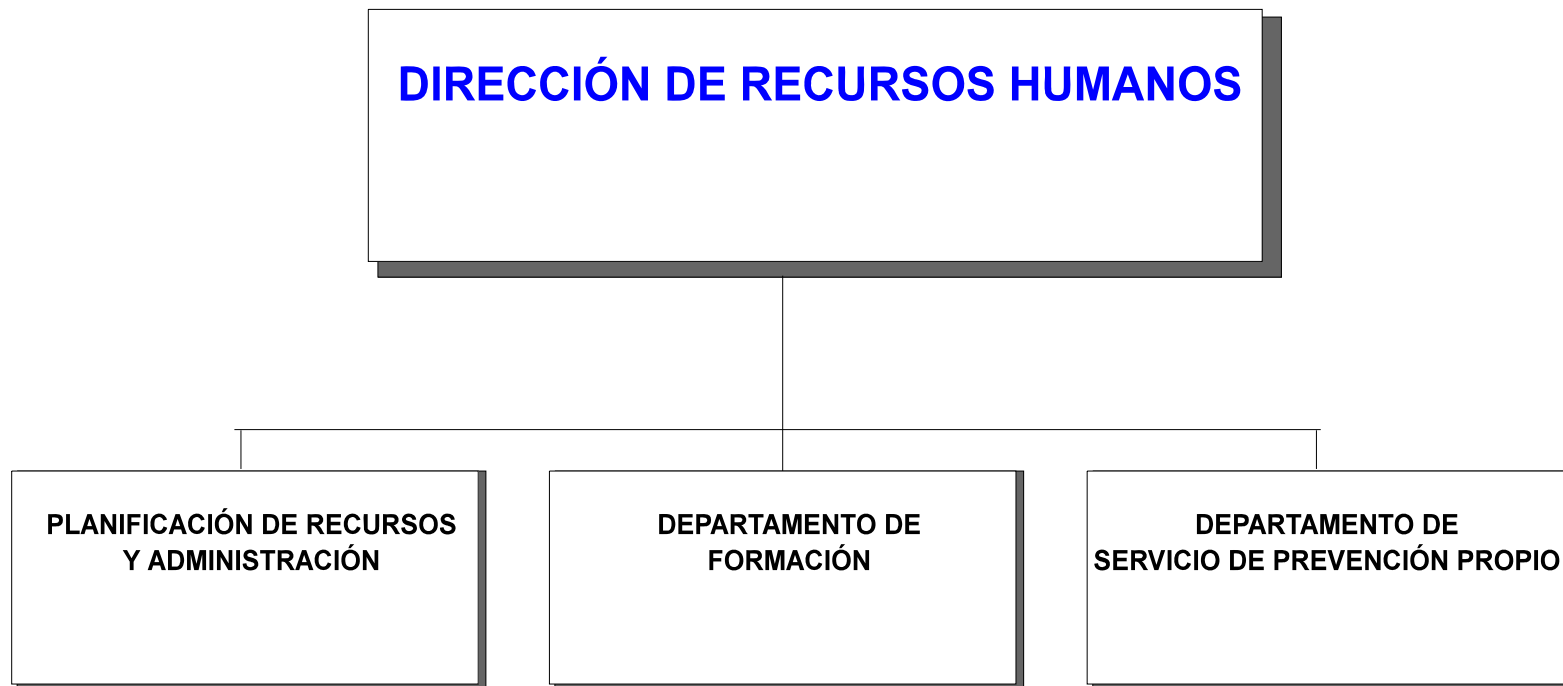 DIRECCIÓN DE RECURSOS HUMANOS
PLANIFICACIÓN DE RECURSOS
Y ADMINISTRACIÓN
DEPARTAMENTO DE
FORMACIÓN
DEPARTAMENTO DE
SERVICIO DE PREVENCIÓN PROPIO